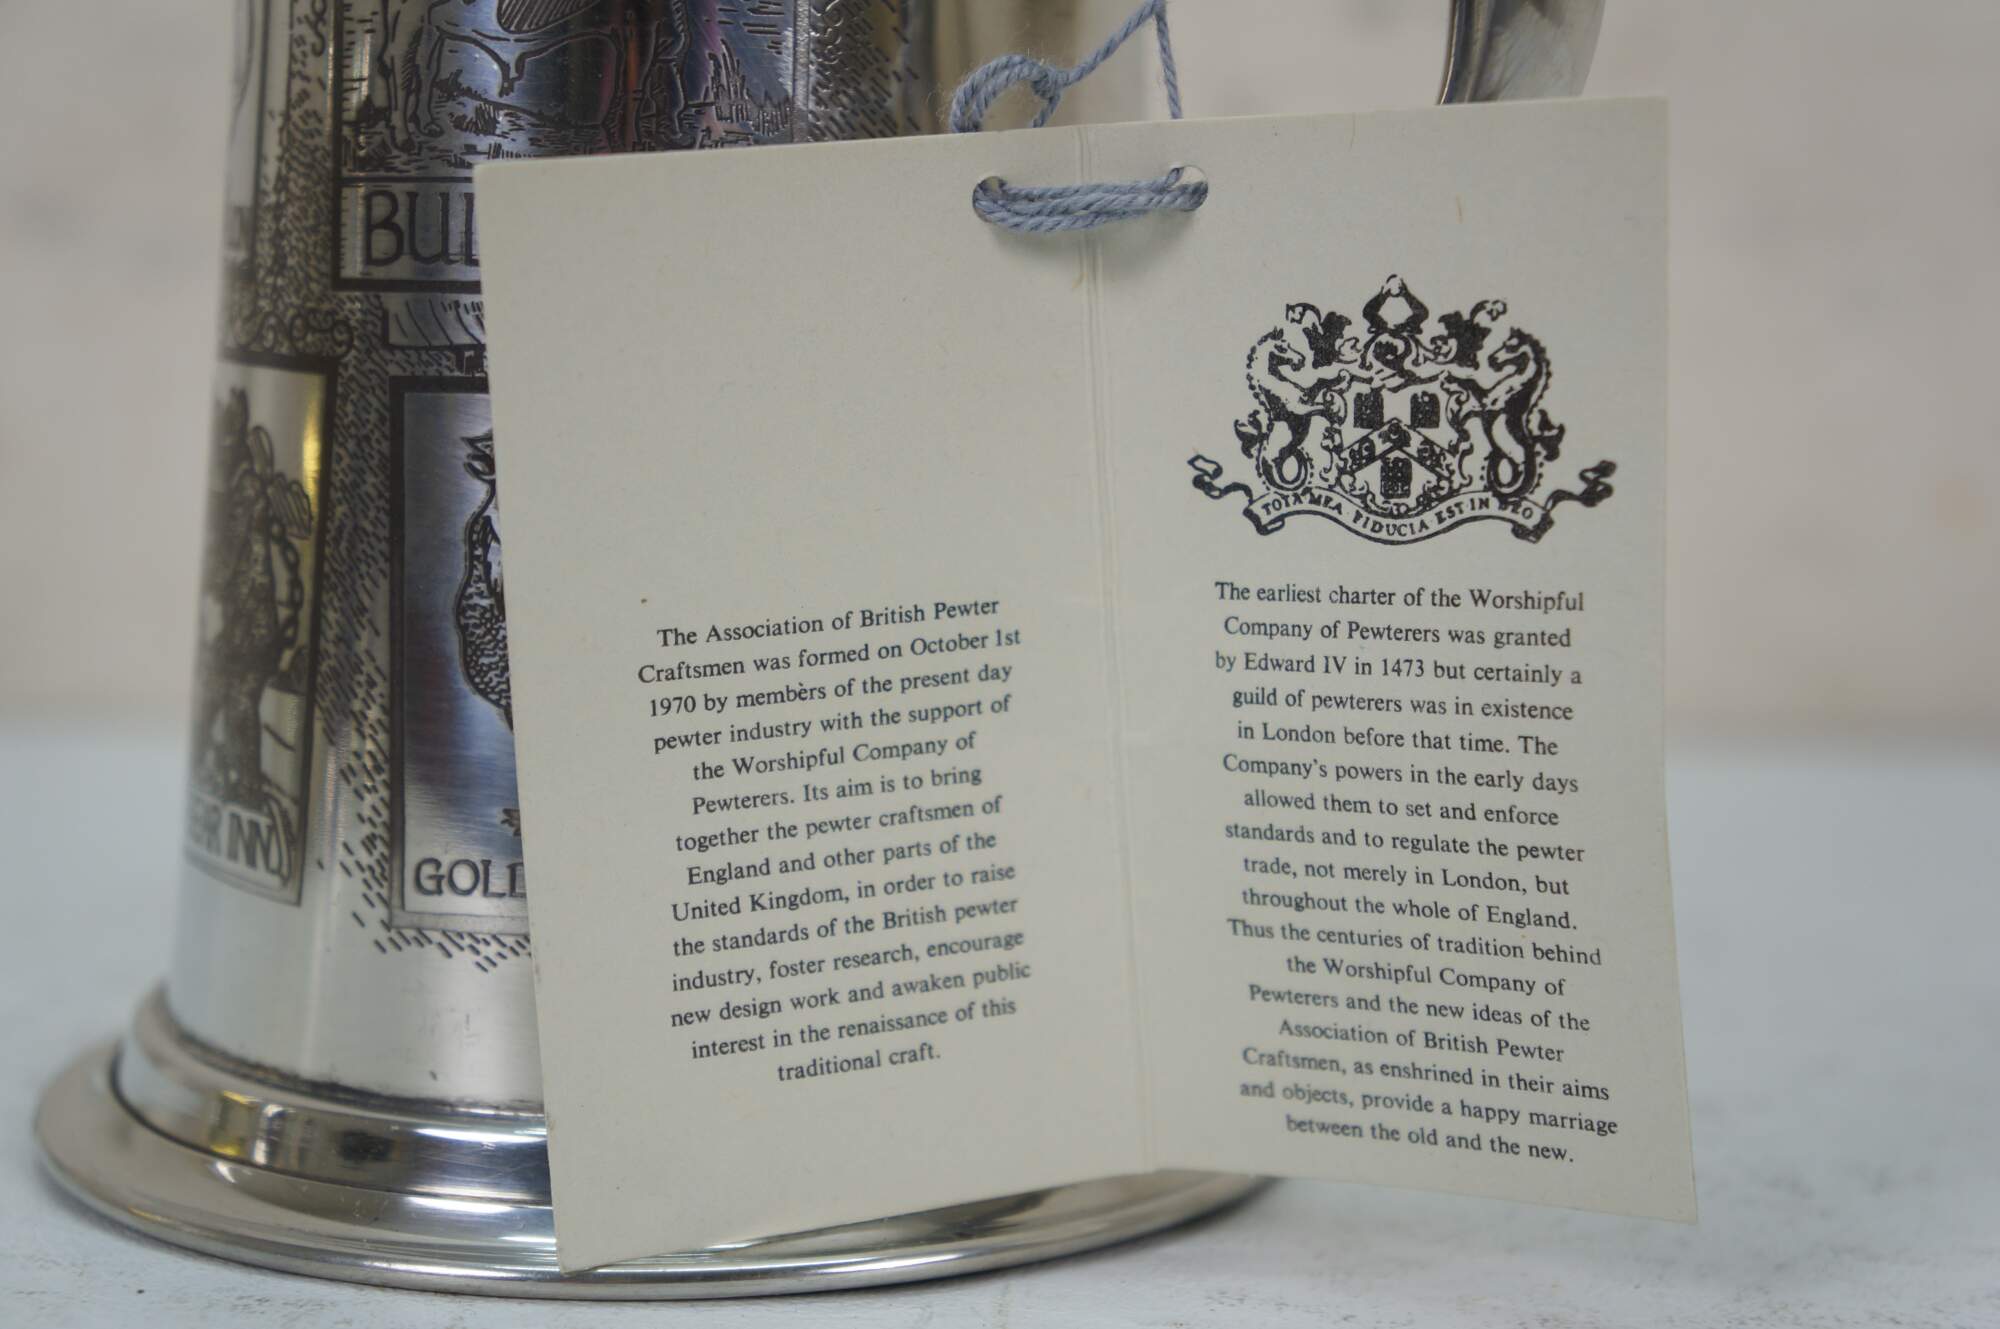 BUL
GOLD
INN
The Association of British Pewter
Craftsmen was formed on October 1st
1970 by members of the present day
pewter industry with the support of
the Worshipful Company of
Pewterers. Its aim is to bring
together the pewter craftsmen of
England and other parts of the
United Kingdom, in order to raise
the standards of the British pewter
industry, foster research, encourage
new design work and awaken public
interest in the renaissance of this
traditional craft.
TOTA MEA · FIDUCIA · EST · IN DEO
The earliest charter of the Worshipful
Company of Pewterers was granted
by Edward IV in 1473 but certainly a
guild of pewterers was in existence
in London before that time. The
Company's powers in the early days
allowed them to set and enforce
standards and to regulate the pewter
trade, not merely in London, but
throughout the whole of England.
Thus the centuries of tradition behind
the Worshipful Company of
Pewterers and the new ideas of the
Association of British Pewter
Craftsmen, as enshrined in their aims
and objects, provide a happy marriage
between the old and the new.